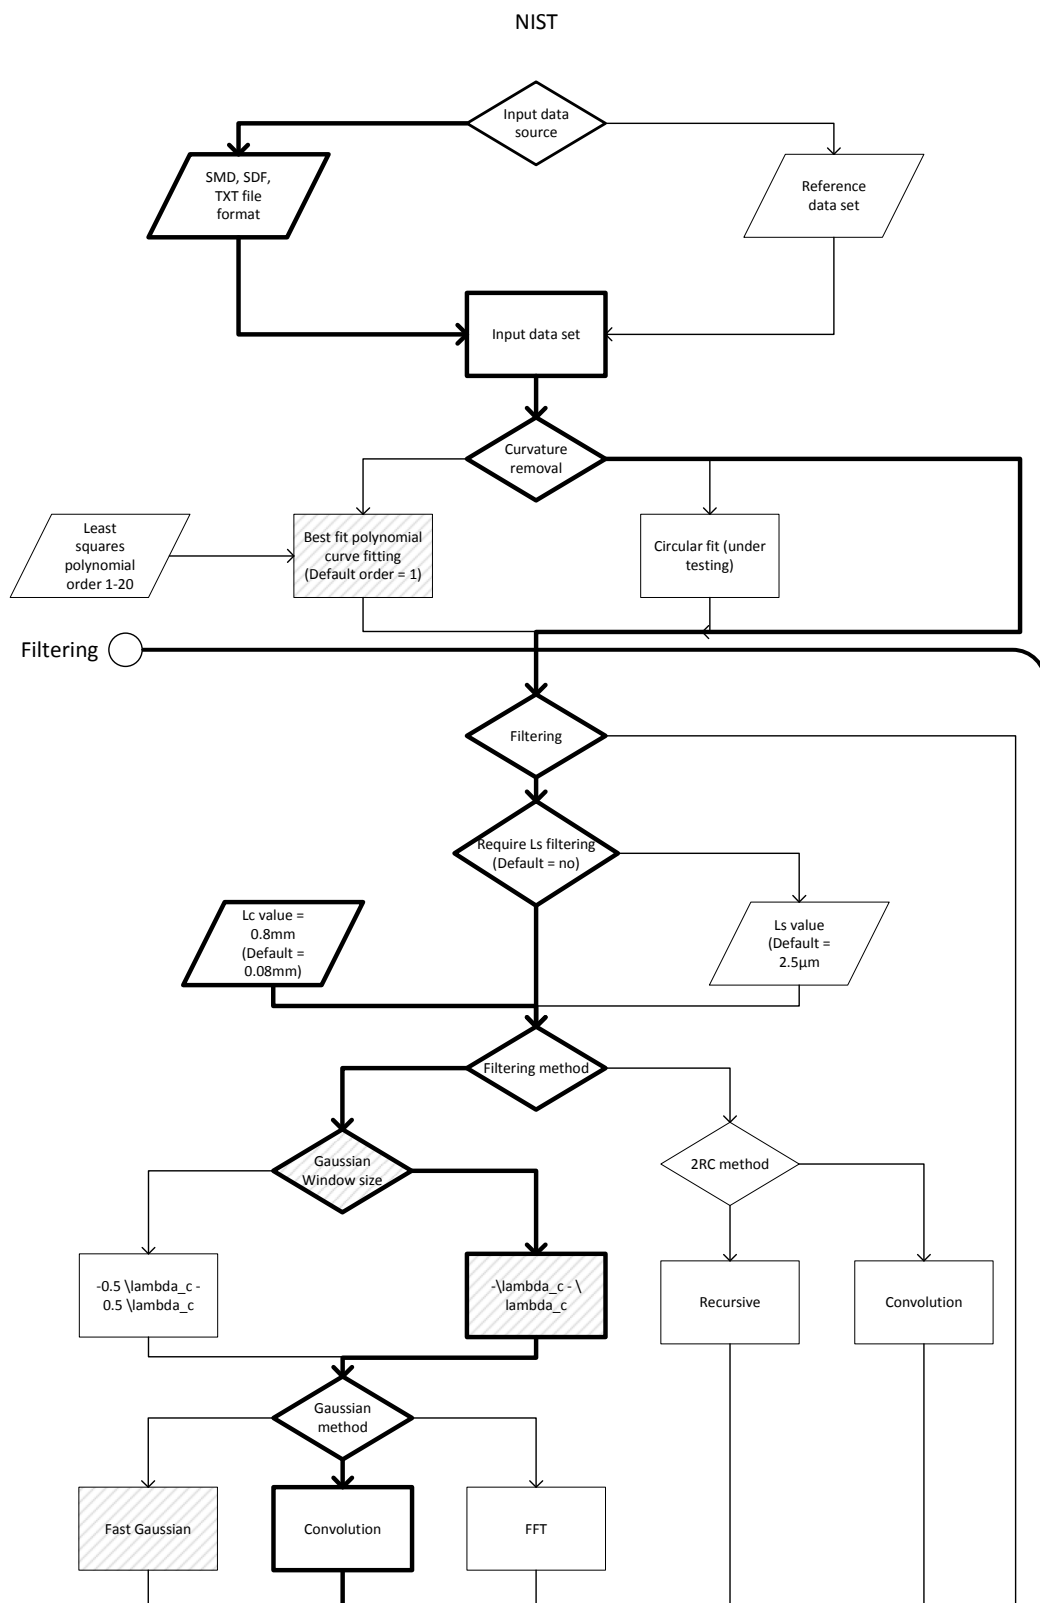 NIST
Input data
source
SMD, SDF,
TXT file
format
Reference
data set
Input data set
Curvature
removal
Least
squares
polynomial
order 1-20
Best fit polynomial
curve fitting
(Default order = 1)
Circular fit (under
testing)
Filtering
Filtering
Require Ls filtering
(Default = no)
Lc value =
0.8mm
(Default =
0.08mm)
Ls value
(Default =
2.5µm
Filtering method
Gaussian
Window size
2RC method
-0.5 \lambda_c -
0.5 \lambda_c
-\lambda_c - \
lambda_c
Recursive
Convolution
Gaussian
method
Fast Gaussian
Convolution
FFT